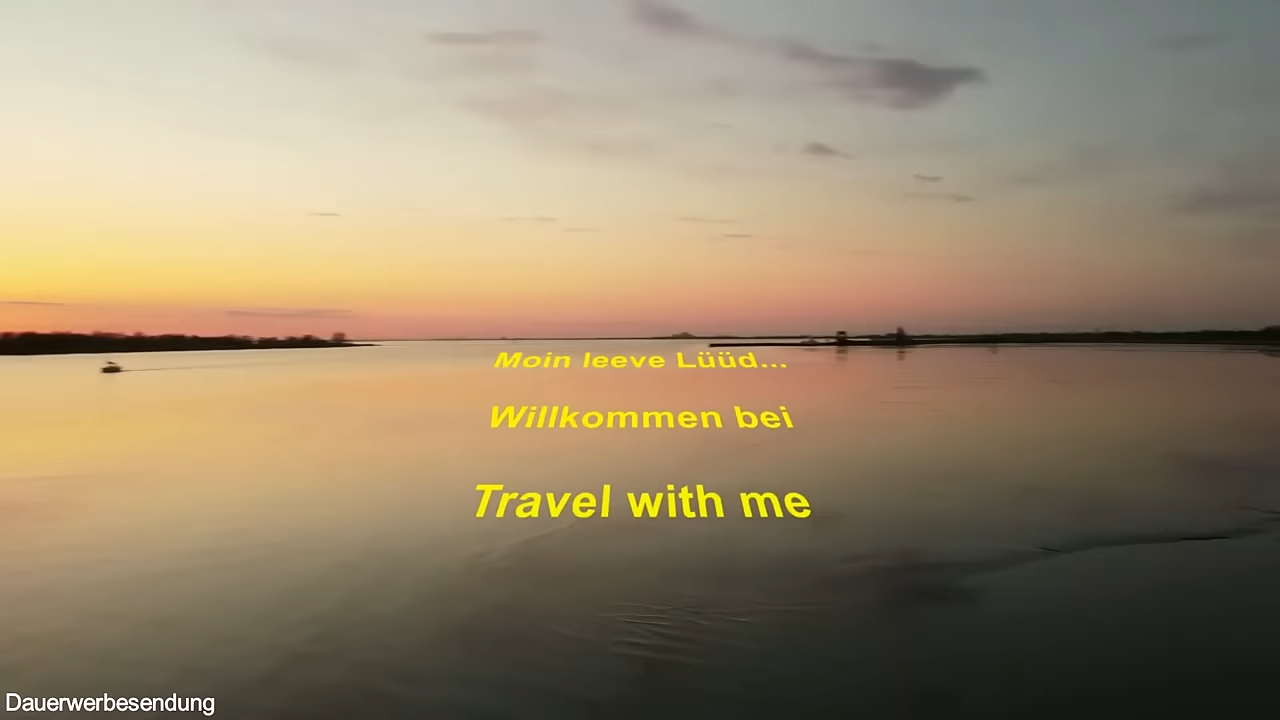 Moin leeve Lüüd...
Willkommen bei
Travel with me
Dauerwerbesendung